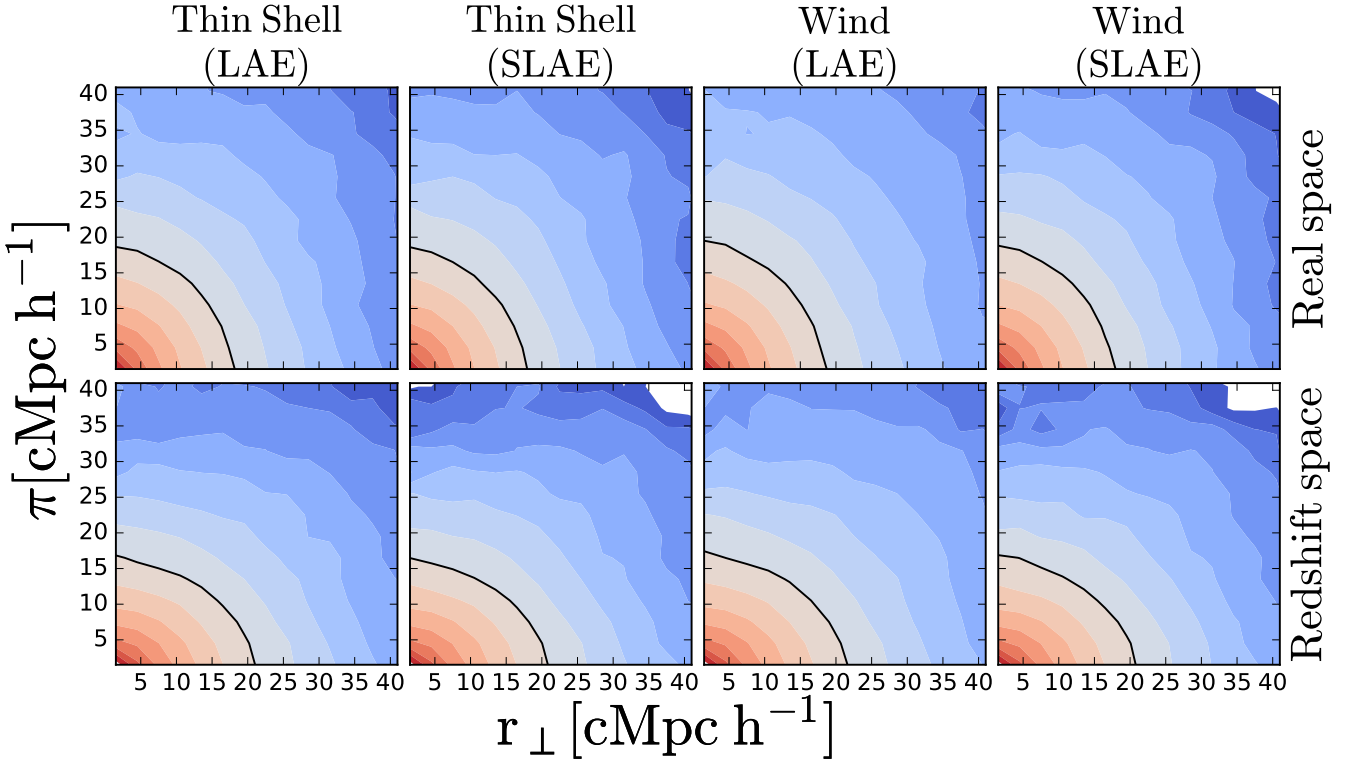 Thin Shell (LAE)
Thin Shell (SLAE)
Wind (LAE)
Wind (SLAE)
40
35
30
25
20
15
10
5
Real space
40
35
30
25
20
15
10
5
Redshift space
π[cMpc h⁻¹]
5 10 15 20 25 30 35 40
5 10 15 20 25 30 35 40
5 10 15 20 25 30 35 40
5 10 15 20 25 30 35 40
r⊥[cMpc h⁻¹]